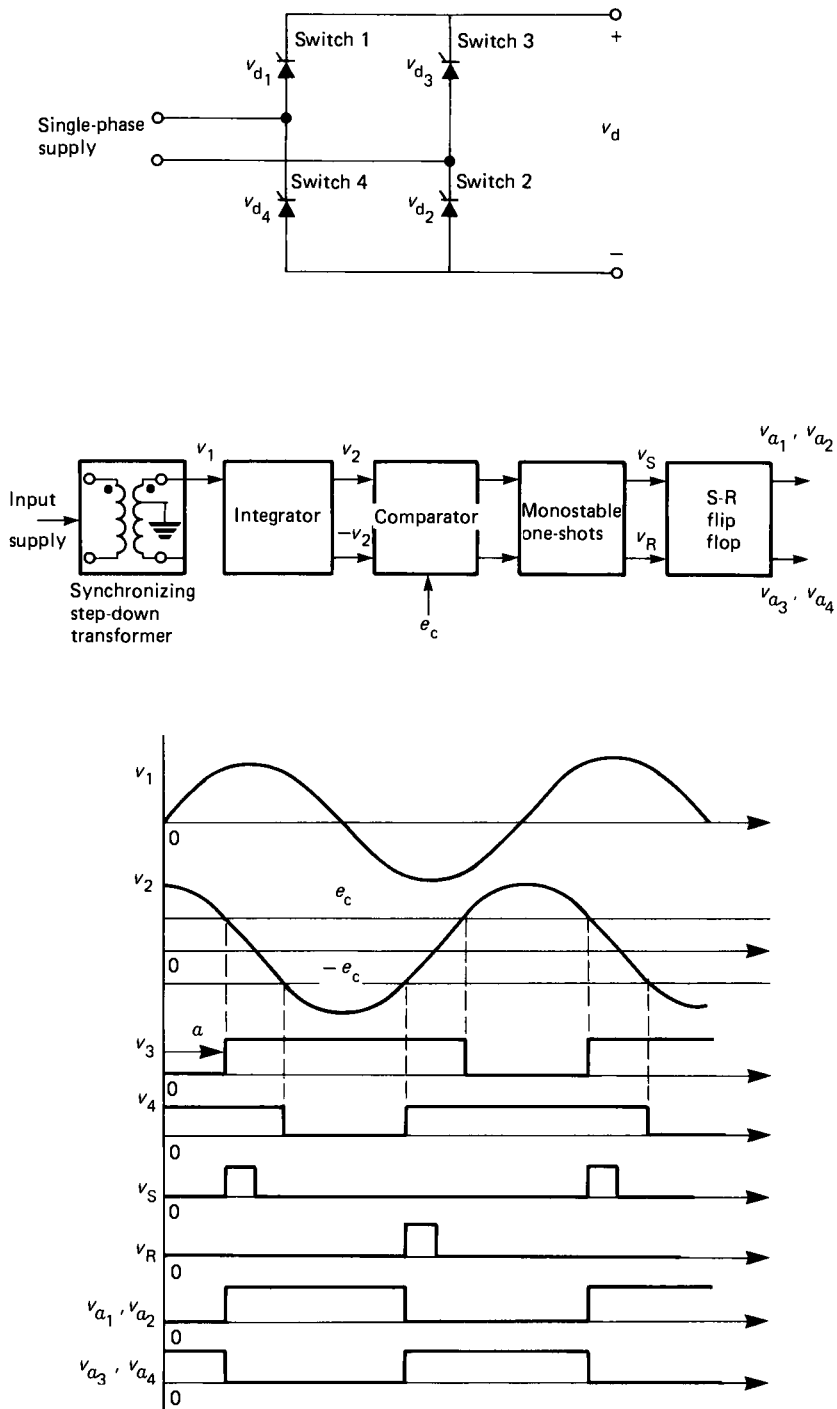 Switch 1
Switch 3
+
v_d1
v_d3
Single-phase
supply
v_d
Switch 4
Switch 2
v_d4
v_d2
−
v_1
v_2
v_S
v_a1, v_a2
Input
supply
Integrator
Comparator
Monostable
one-shots
S-R
flip
flop
−v_2
v_R
v_a3, v_a4
Synchronizing
step-down
transformer
e_c
v_1
0
v_2
e_c
0
−e_c
a
v_3
0
v_4
0
v_S
0
v_R
0
v_a1, v_a2
0
v_a3, v_a4
0